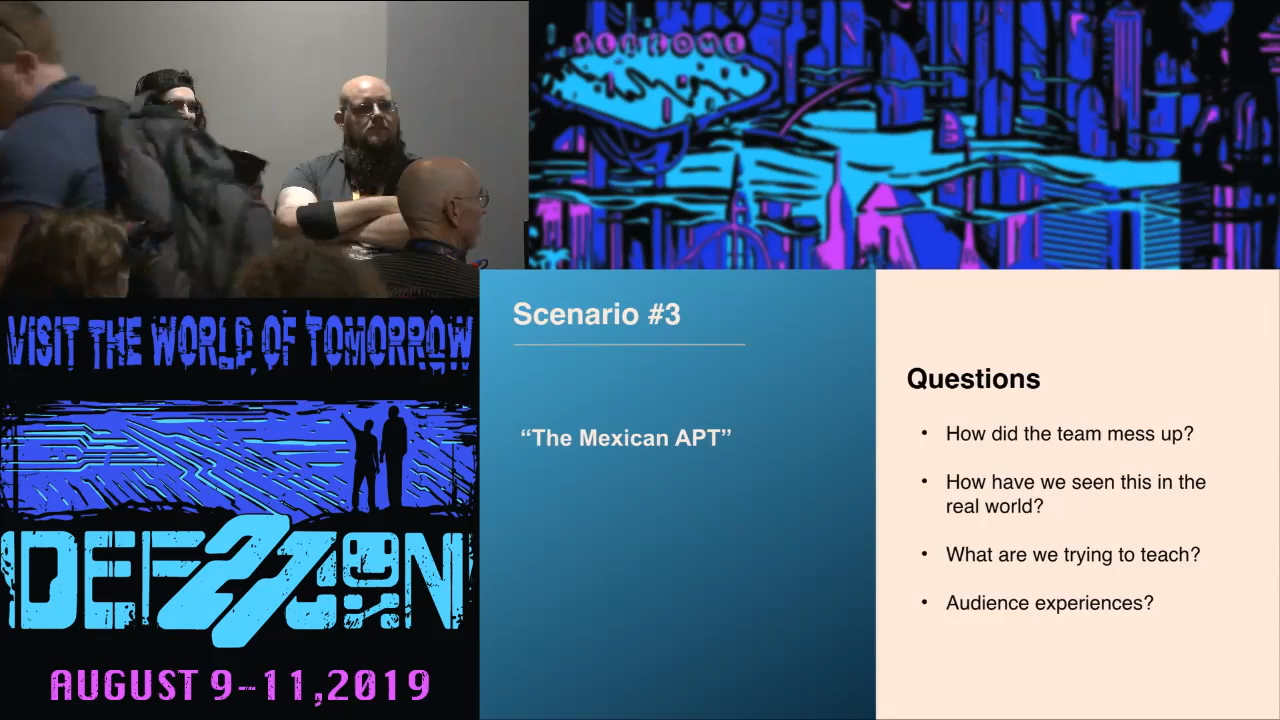 WELCOME
Scenario #3
“The Mexican APT”
Questions
• How did the team mess up?
• How have we seen this in the
real world?
• What are we trying to teach?
• Audience experiences?
VISIT THE WORLD OF TOMORROW
DEF27CON
AUGUST 9-11,2019